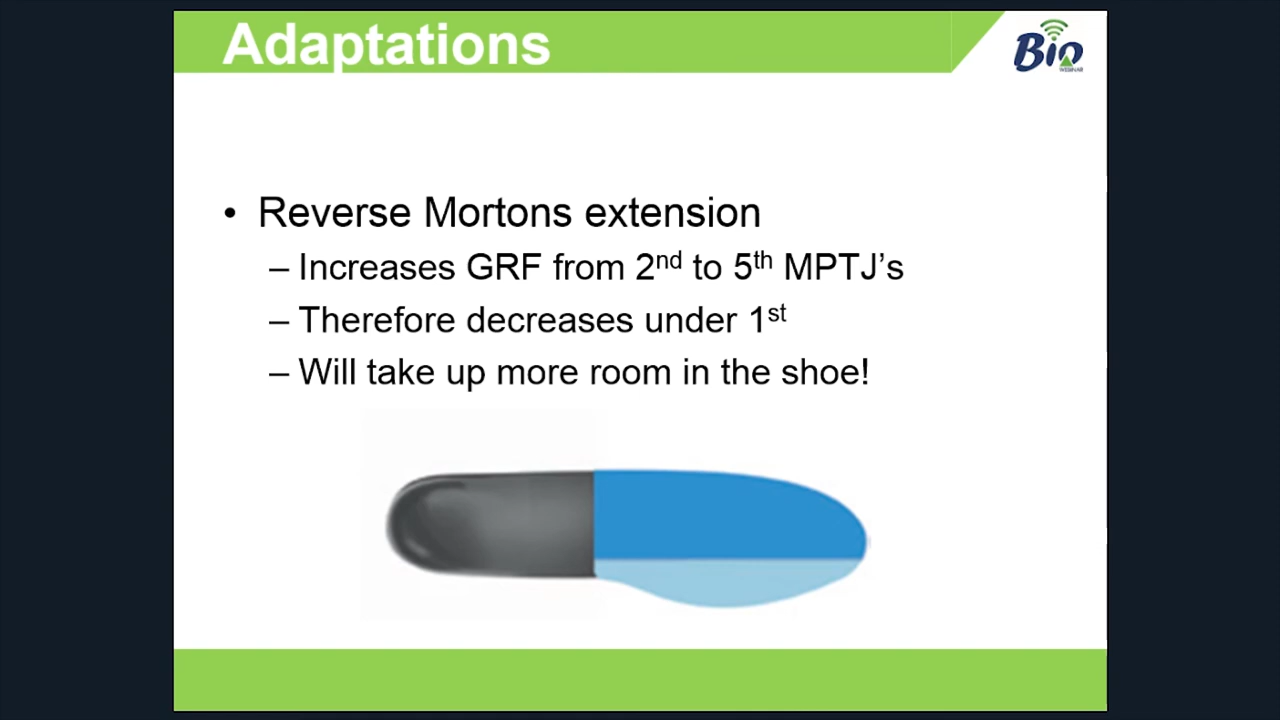 Adaptations
Bio
WEBINAR
• Reverse Mortons extension
– Increases GRF from 2nd to 5th MPTJ's
– Therefore decreases under 1st
– Will take up more room in the shoe!